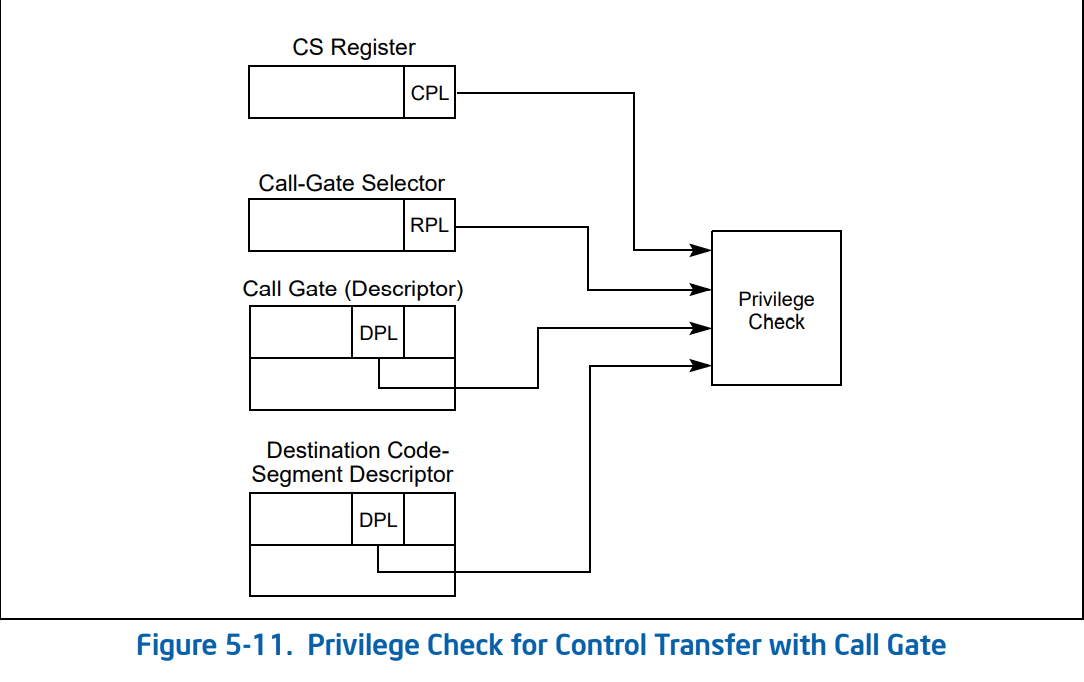 CS Register
CPL
Call-Gate Selector
RPL
Call Gate (Descriptor)
DPL
Privilege
Check
Destination Code-
Segment Descriptor
DPL
Figure 5-11. Privilege Check for Control Transfer with Call Gate